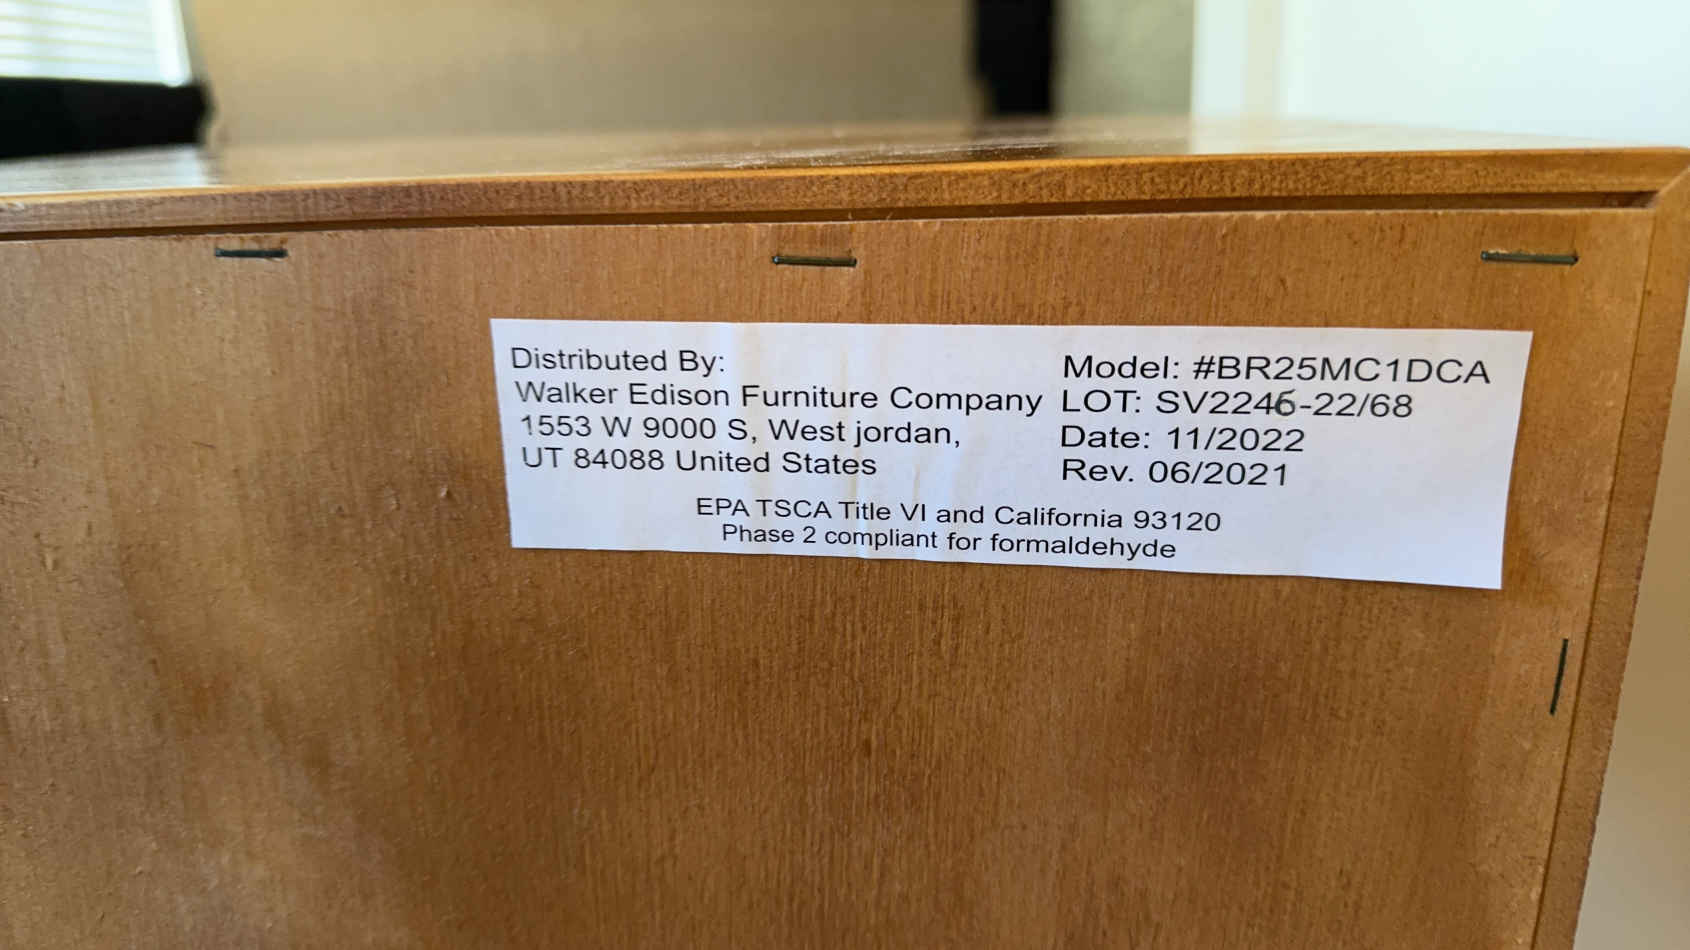 Distributed By:
Walker Edison Furniture Company
1553 W 9000 S, West jordan,
UT 84088 United States
Model: #BR25MC1DCA
LOT: SV2246-22/68
Date: 11/2022
Rev. 06/2021
EPA TSCA Title VI and California 93120
Phase 2 compliant for formaldehyde